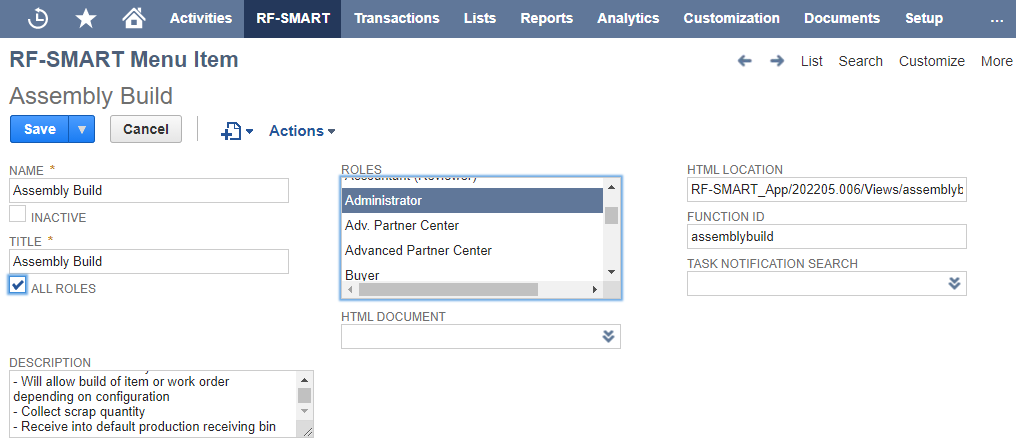 Activities RF-SMART Transactions Lists Reports Analytics Customization Documents Setup ...
RF-SMART Menu Item
List Search Customize More
Assembly Build
Save Cancel Actions
NAME *
Assembly Build
INACTIVE
TITLE *
Assembly Build
ALL ROLES
ROLES
Accountant (Reviewer)
Administrator
Adv. Partner Center
Advanced Partner Center
Buyer
HTML DOCUMENT
HTML LOCATION
RF-SMART_App/202205.006/Views/assemblyb
FUNCTION ID
assemblybuild
TASK NOTIFICATION SEARCH
DESCRIPTION
- Will allow build of item or work order
depending on configuration
- Collect scrap quantity
- Receive into default production receiving bin